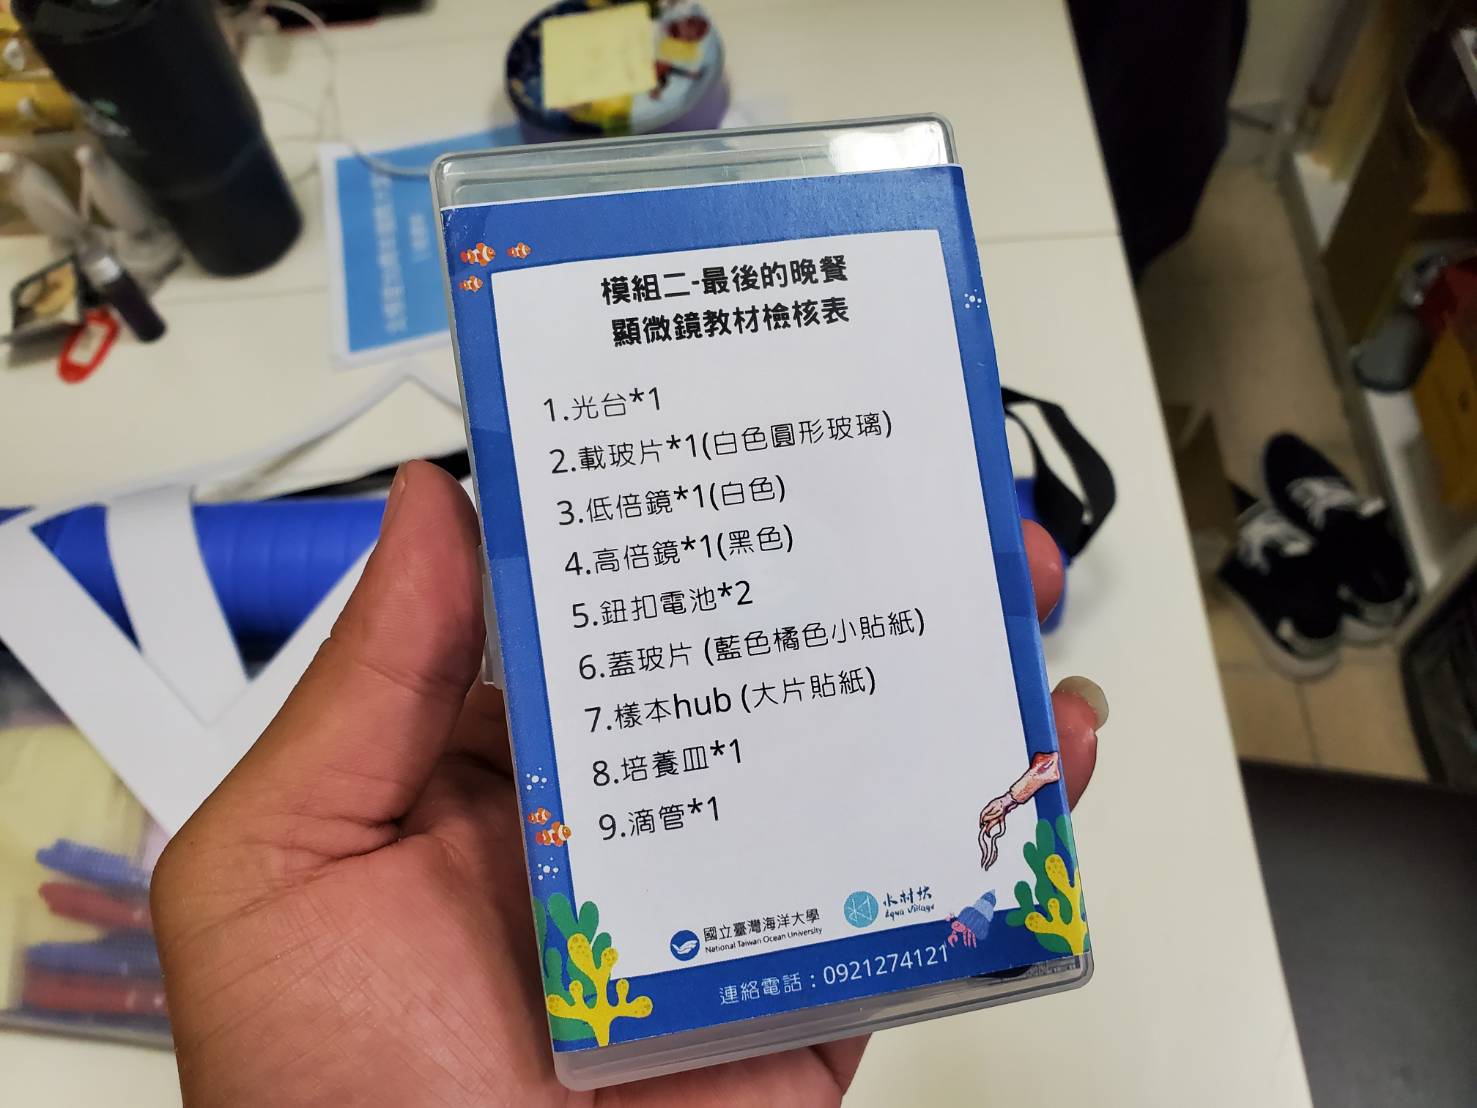 模組二-最後的晚餐
顯微鏡教材檢核表
1.光台*1
2.載玻片*1(白色圓形玻璃)
3.低倍鏡*1(白色)
4.高倍鏡*1(黑色)
5.鈕扣電池*2
6.蓋玻片 (藍色橘色小貼紙)
7.樣本hub (大片貼紙)
8.培養皿*1
9.滴管*1
國立臺灣海洋大學
National Taiwan Ocean University
水村坊
Aqua Village
連絡電話：0921274121